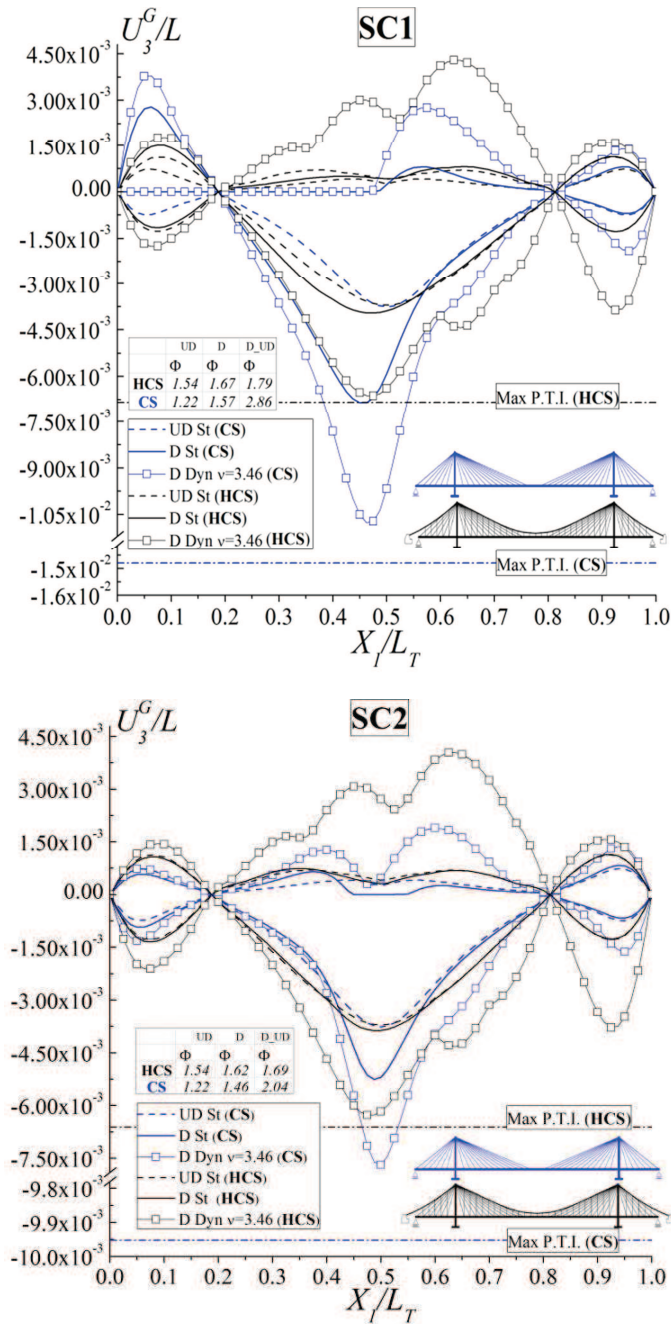 U₃ᴳ/L
SC1
4.50x10⁻³
3.00x10⁻³
1.50x10⁻³
0.00
-1.50x10⁻³
-3.00x10⁻³
-4.50x10⁻³
-6.00x10⁻³
-7.50x10⁻³
-9.00x10⁻³
-1.05x10⁻²
-1.5x10⁻²
-1.6x10⁻²
UD D D_UD
Φ Φ Φ
HCS 1.54 1.67 1.79
CS 1.22 1.57 2.86
Max P.T.I. (HCS)
UD St (CS)
D St (CS)
D Dyn ν=3.46 (CS)
UD St (HCS)
D St (HCS)
D Dyn ν=3.46 (HCS)
Max P.T.I. (CS)
0.0 0.1 0.2 0.3 0.4 0.5 0.6 0.7 0.8 0.9 1.0
X₁/L_T
U₃ᴳ/L
SC2
4.50x10⁻³
3.00x10⁻³
1.50x10⁻³
0.00
-1.50x10⁻³
-3.00x10⁻³
-4.50x10⁻³
-6.00x10⁻³
-7.50x10⁻³
-9.8x10⁻³
-9.9x10⁻³
-10.0x10⁻³
UD D D_UD
Φ Φ Φ
HCS 1.54 1.62 1.69
CS 1.22 1.46 2.04
Max P.T.I. (HCS)
UD St (CS)
D St (CS)
D Dyn ν=3.46 (CS)
UD St (HCS)
D St (HCS)
D Dyn ν=3.46 (HCS)
Max P.T.I. (CS)
0.0 0.1 0.2 0.3 0.4 0.5 0.6 0.7 0.8 0.9 1.0
X₁/L_T